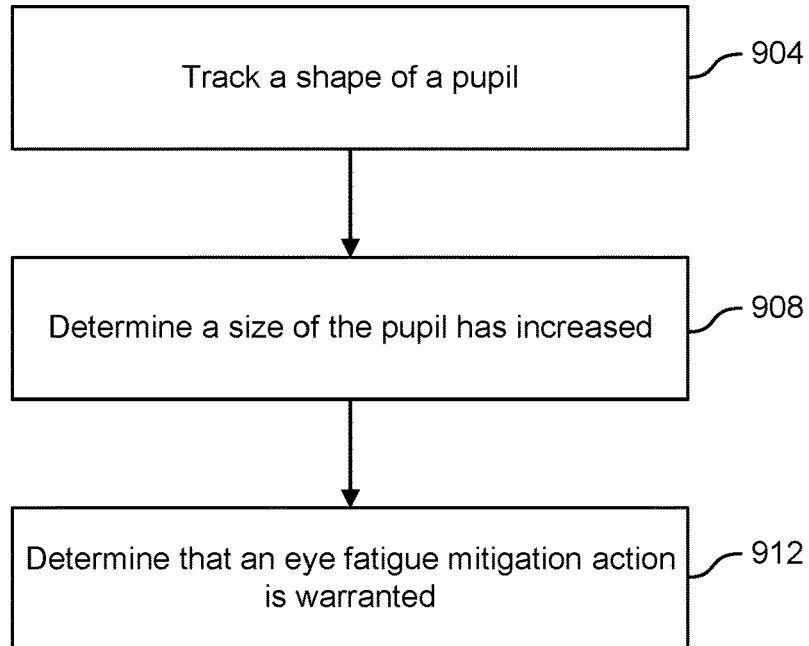 Track a shape of a pupil
904
Determine a size of the pupil has increased
908
Determine that an eye fatigue mitigation action
is warranted
912